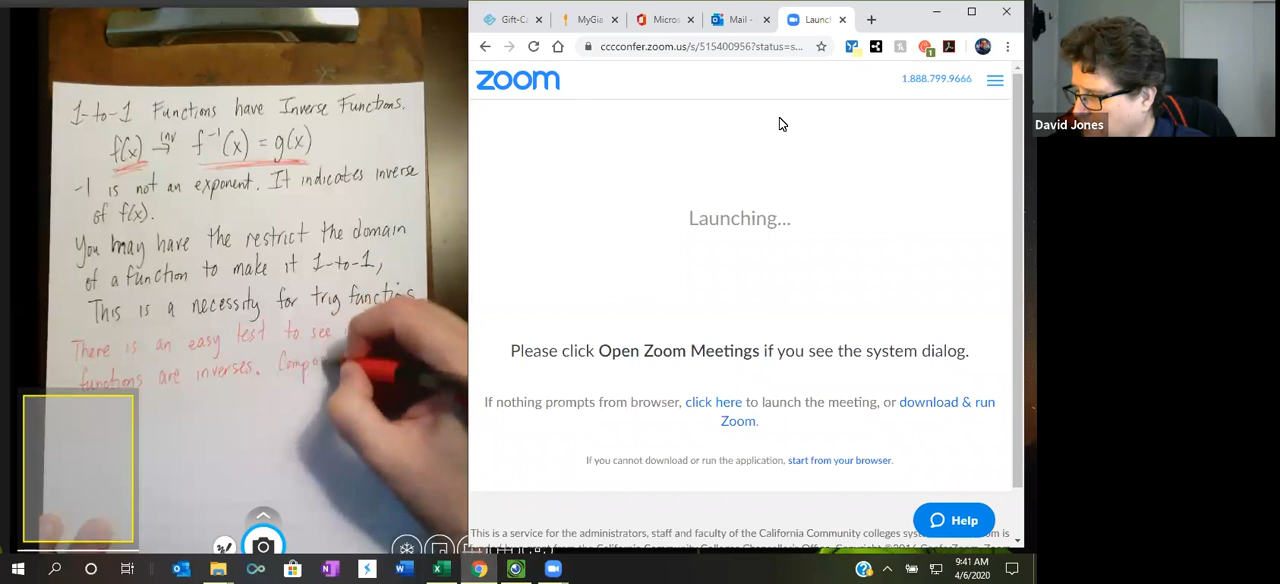 1-to-1 Functions have Inverse Functions.
f(x) inv→ f⁻¹(x) = g(x)
-1 is not an exponent. It indicates inverse
of f(x).
You may have the restrict the domain
of a function to make it 1-to-1,
This is a necessity for trig functions
There is an easy test to see
functions are inverses. Compo
Gift-Ca
MyGia
Micros
Mail -
Launch
cccconfer.zoom.us/s/515400956?status=s...
zoom
1.888.799.9666
Launching...
Please click Open Zoom Meetings if you see the system dialog.
If nothing prompts from browser, click here to launch the meeting, or download & run
Zoom.
If you cannot download or run the application, start from your browser.
Help
This is a service for the administrators, staff and faculty of the California Community colleges
David Jones
9:41 AM
4/6/2020